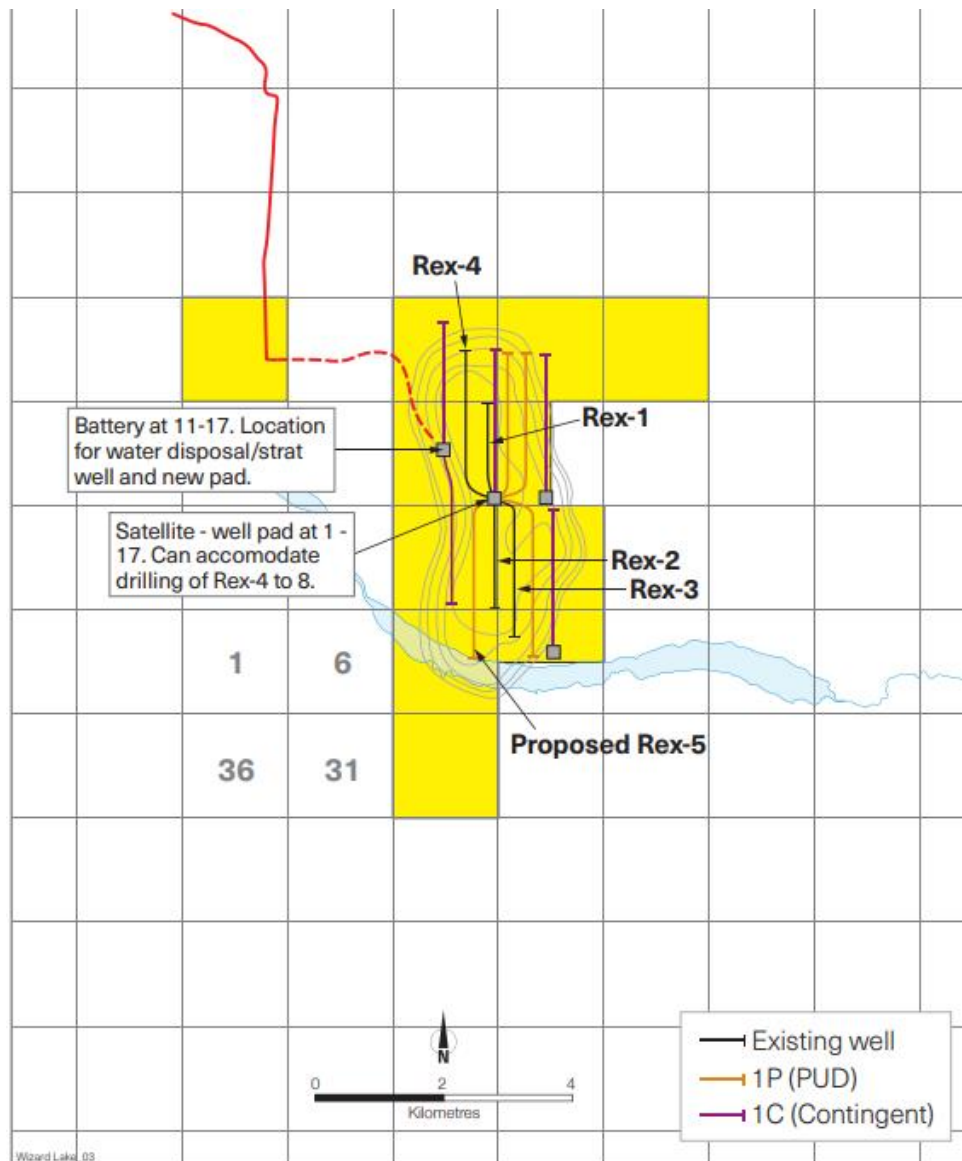 Rex-4
Rex-1
Battery at 11-17. Location
for water disposal/strat
well and new pad.
Satellite - well pad at 1 -
17. Can accomodate
drilling of Rex-4 to 8.
Rex-2
Rex-3
1
6
Proposed Rex-5
36
31
N
0
2
4
Kilometres
Existing well
1P (PUD)
1C (Contingent)
Wizard Lake_03